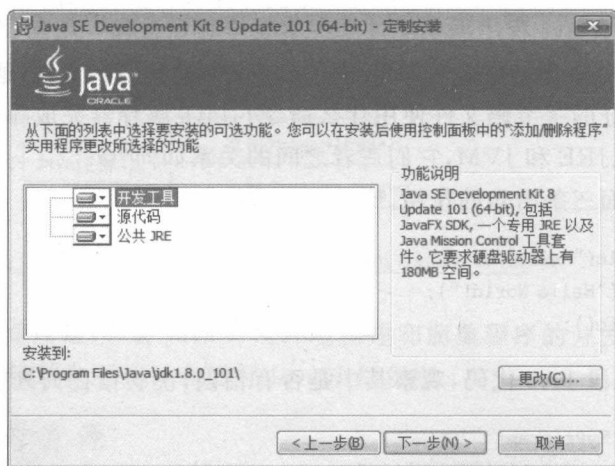 Java SE Development Kit 8 Update 101 (64-bit) - 定制安装
Java
ORACLE
从下面的列表中选择要安装的可选功能。您可以在安装后使用控制面板中的“添加/删除程序”
实用程序更改所选择的功能
开发工具
源代码
公共 JRE
功能说明
Java SE Development Kit 8
Update 101 (64-bit), 包括
JavaFX SDK, 一个专用 JRE 以及
Java Mission Control 工具套
件。它要求硬盘驱动器上有
180MB 空间。
安装到:
C:\Program Files\Java\jdk1.8.0_101\
更改(C)...
<上一步(B)
下一步(N) >
取消